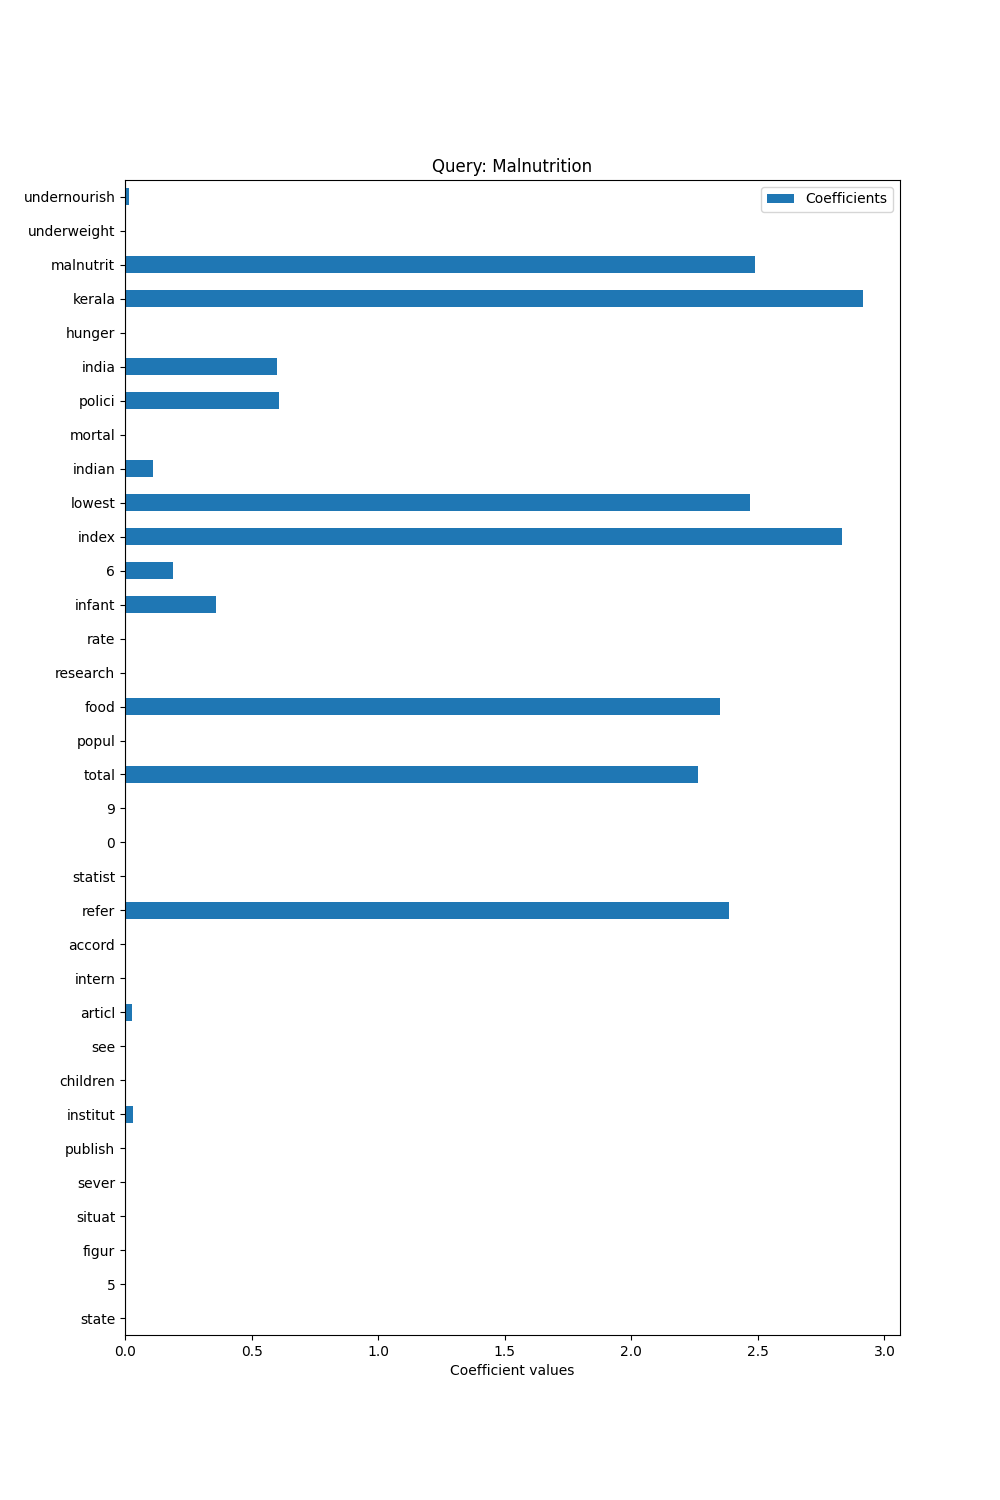 Query: Malnutrition
Coefficients
undernourish
underweight
malnutrit
kerala
hunger
india
polici
mortal
indian
lowest
index
6
infant
rate
research
food
popul
total
9
0
statist
refer
accord
intern
articl
see
children
institut
publish
sever
situat
figur
5
state
0.0 0.5 1.0 1.5 2.0 2.5 3.0
Coefficient values